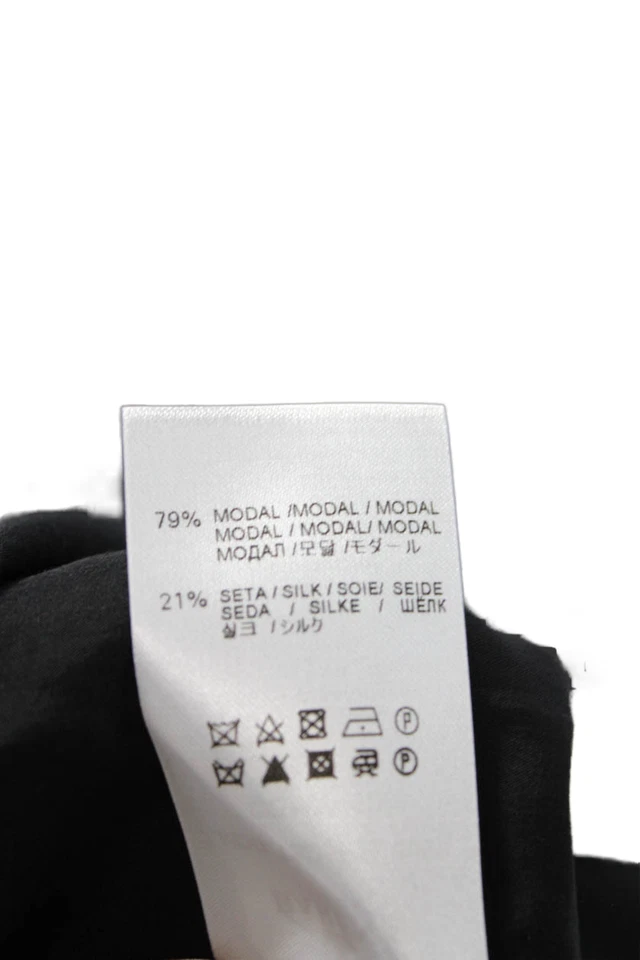 79% MODAL /MODAL / MODAL
MODAL / MODAL/ MODAL
МОДАЛ /모달 /モダール
21% SETA / SILK / SOIE/ SEIDE
SEDA / SILKE / ШЁЛК
실크 /シルク
P
P